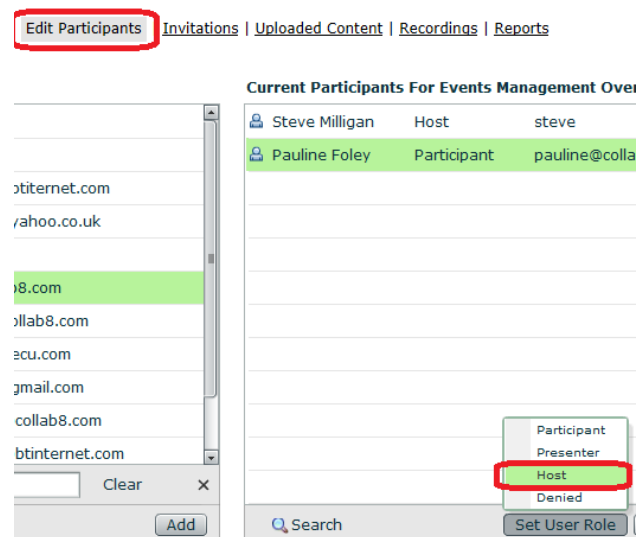 Edit Participants Invitations | Uploaded Content | Recordings | Reports
Current Participants For Events Management Over
Steve Milligan Host steve
Pauline Foley Participant pauline@colla
otiternet.com
yahoo.co.uk
b8.com
ollab8.com
ecu.com
gmail.com
collab8.com
btinternet.com
Clear ×
Add
Participant
Presenter
Host
Denied
Search Set User Role